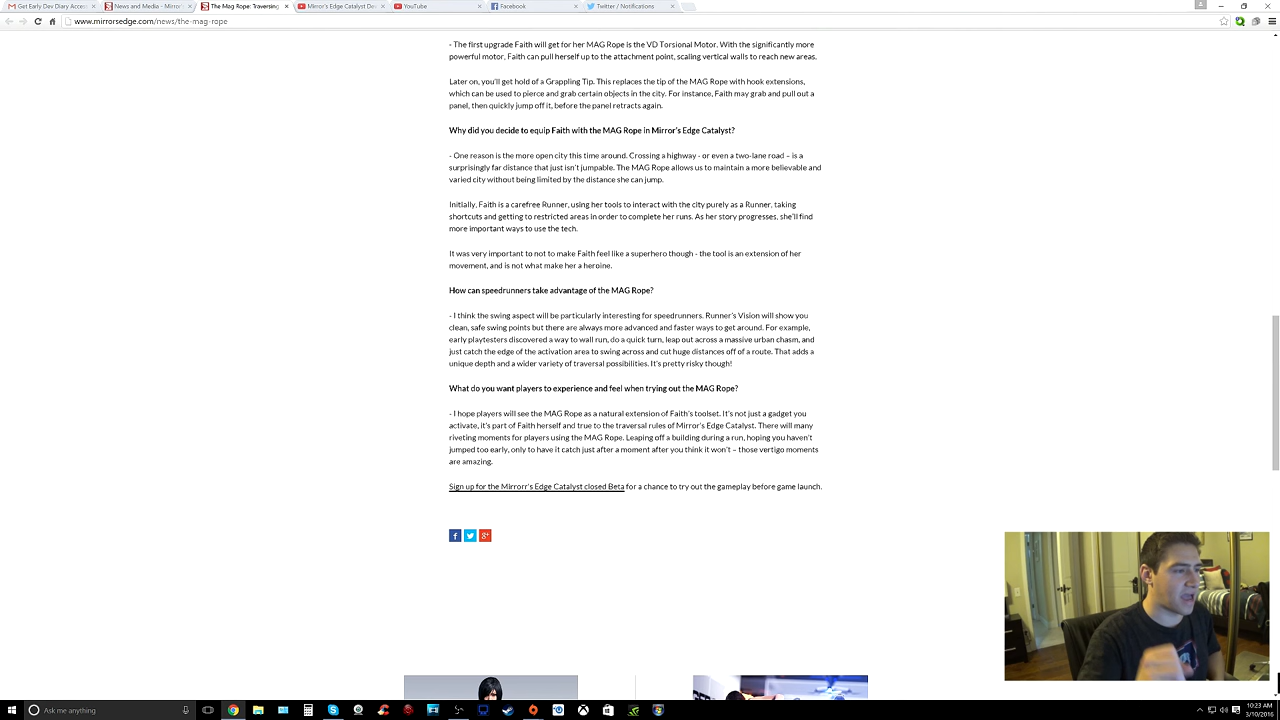 Get Early Dev Diary Acces
News and Media - Mirror'
The Mag Rope: Traversing
Mirror's Edge Catalyst De
YouTube
Facebook
Twitter / Notifications
www.mirrorsedge.com/news/the-mag-rope
- The first upgrade Faith will get for her MAG Rope is the VD Torsional Motor. With the significantly more
powerful motor, Faith can pull herself up to the attachment point, scaling vertical walls to reach new areas.
Later on, you'll get hold of a Grappling Tip. This replaces the tip of the MAG Rope with hook extensions,
which can be used to pierce and grab certain objects in the city. For instance, Faith may grab and pull out a
panel, then quickly jump off it, before the panel retracts again.
Why did you decide to equip Faith with the MAG Rope in Mirror's Edge Catalyst?
- One reason is the more open city this time around. Crossing a highway - or even a two-lane road – is a
surprisingly far distance that just isn't jumpable. The MAG Rope allows us to maintain a more believable and
varied city without being limited by the distance she can jump.
Initially, Faith is a carefree Runner, using her tools to interact with the city purely as a Runner, taking
shortcuts and getting to restricted areas in order to complete her runs. As her story progresses, she'll find
more important ways to use the tech.
It was very important to not to make Faith feel like a superhero though - the tool is an extension of her
movement, and is not what make her a heroine.
How can speedrunners take advantage of the MAG Rope?
- I think the swing aspect will be particularly interesting for speedrunners. Runner's Vision will show you
clean, safe swing points but there are always more advanced and faster ways to get around. For example,
early playtesters discovered a way to wall run, do a quick turn, leap out across a massive urban chasm, and
just catch the edge of the activation area to swing across and cut huge distances off of a route. That adds a
unique depth and a wider variety of traversal possibilities. It's pretty risky though!
What do you want players to experience and feel when trying out the MAG Rope?
- I hope players will see the MAG Rope as a natural extension of Faith's toolset. It's not just a gadget you
activate, it's part of Faith herself and true to the traversal rules of Mirror's Edge Catalyst. There will many
riveting moments for players using the MAG Rope. Leaping off a building during a run, hoping you haven't
jumped too early, only to have it catch just after a moment after you think it won't – those vertigo moments
are amazing.
Sign up for the Mirrorr's Edge Catalyst closed Beta for a chance to try out the gameplay before game launch.
Ask me anything
10:23 AM
3/10/2016